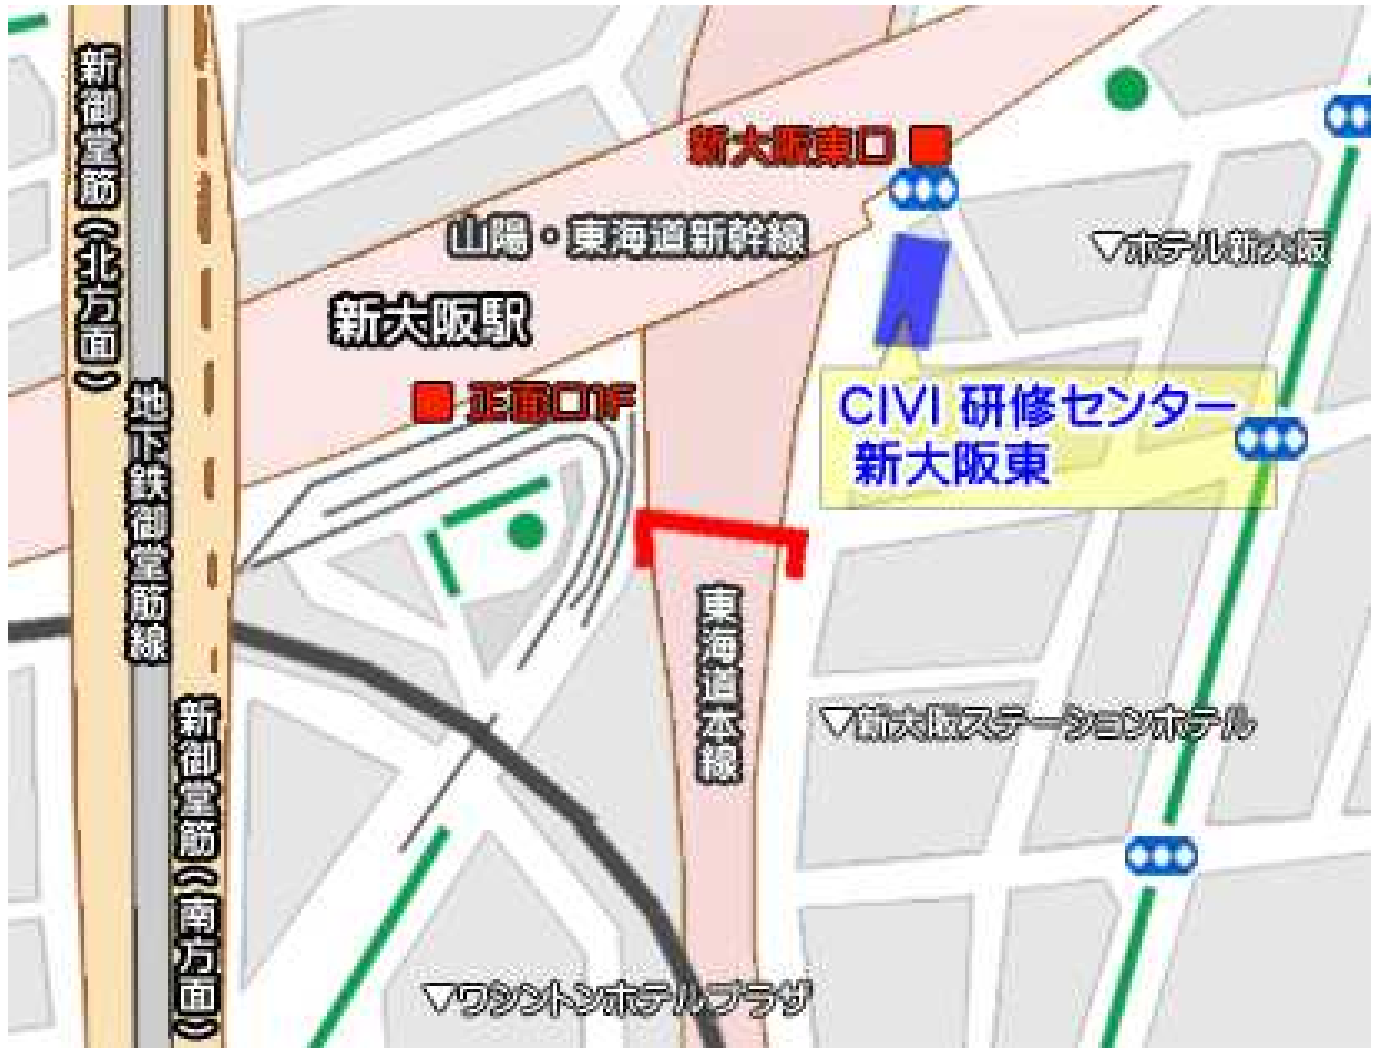 新御堂筋(北方面)
新大阪東口
山陽・東海道新幹線
▽ホテル新大阪
新大阪駅
正面口1F
地下鉄御堂筋線
CIVI 研修センター
新大阪東
東海道本線
新御堂筋(南方面)
▽新大阪ステーションホテル
▽ワシントンホテルプラザ